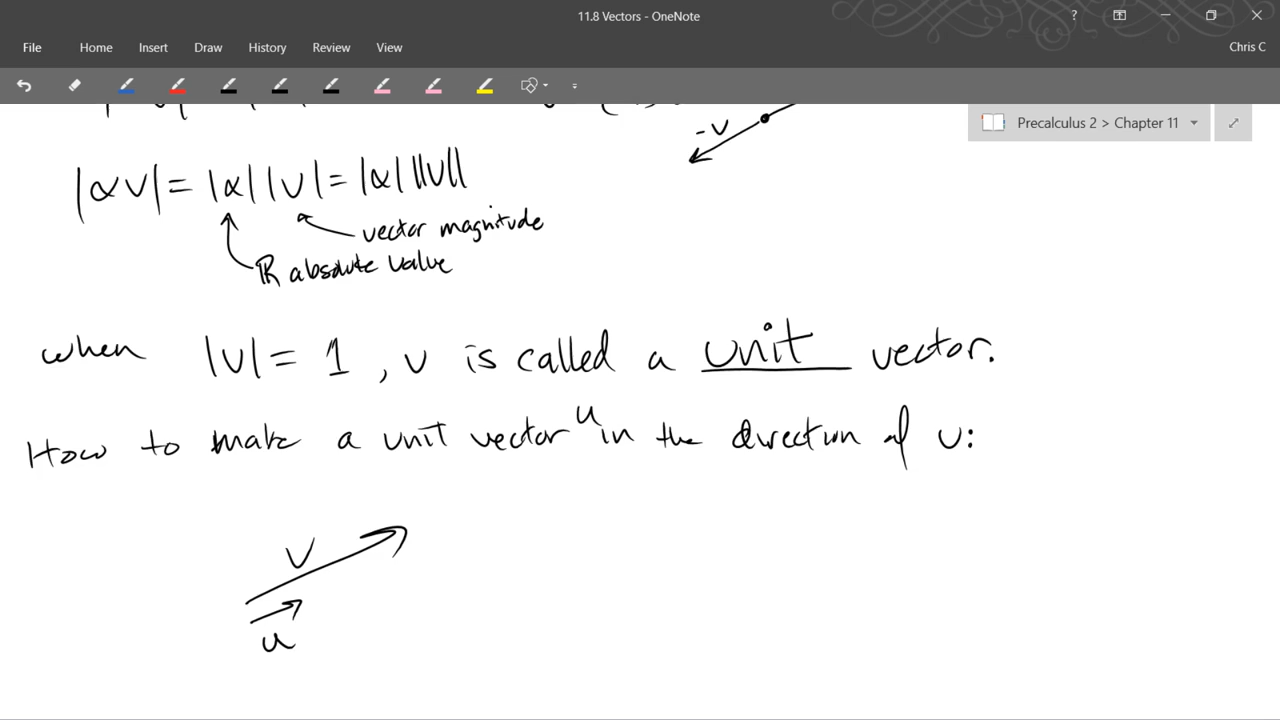 11.8 Vectors - OneNote
?
File Home Insert Draw History Review View
Chris C
Precalculus 2 > Chapter 11
-v
|αv| = |α| |v| = |α| ||v||
vector magnitude
ℝ absolute value
when |v| = 1, v is called a unit vector.
How to make a unit vector u in the direction of v:
v
u